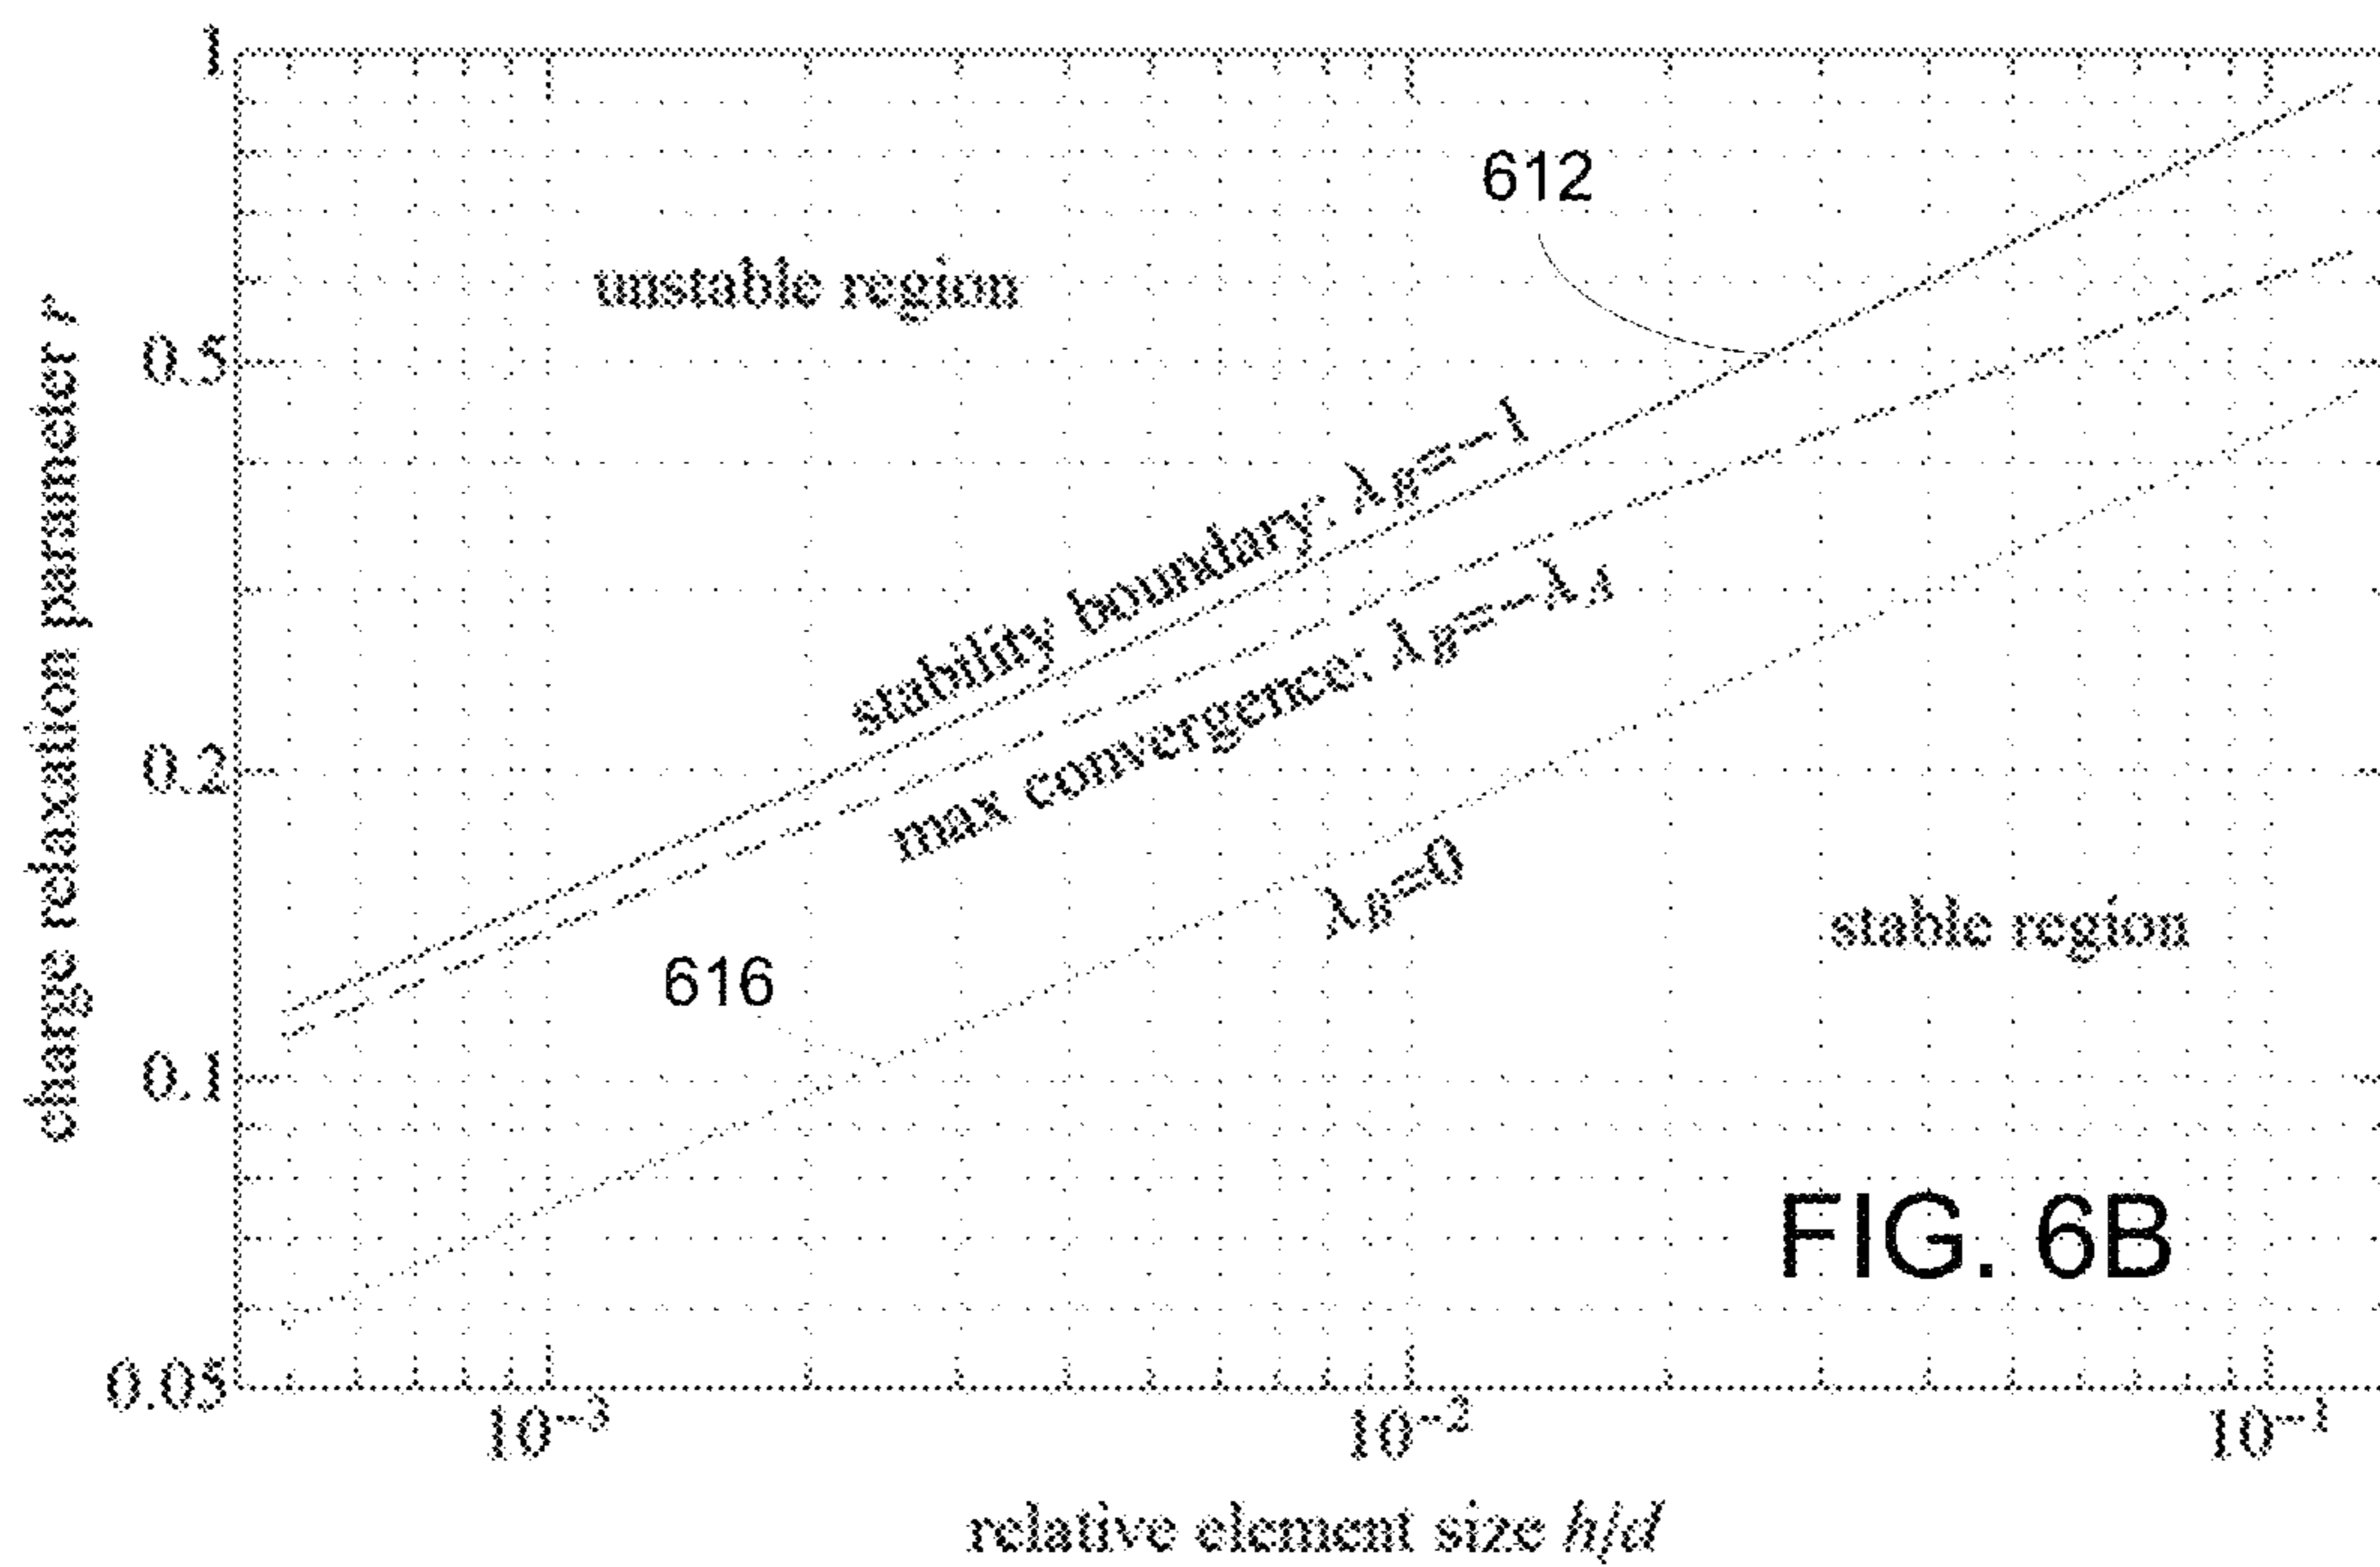 1
612
unstable region
0.5
charge relaxation parameter r
stability boundary: λB=−1
max convergence: λB=−λA
0.2
λB=0
stable region
616
0.1
FIG. 6B
0.05
10−3
10−2
10−1
relative element size h/d